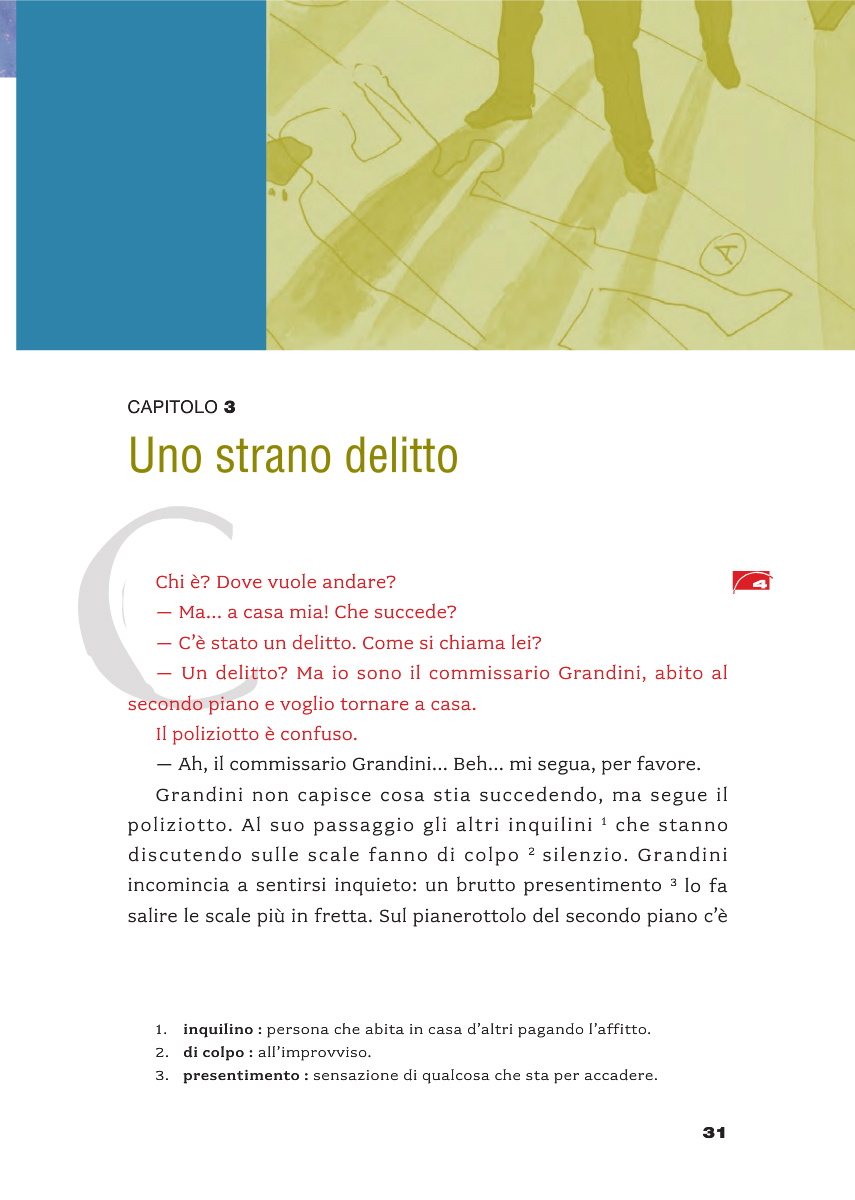 A
CAPITOLO 3
Uno strano delitto
C
Chi è? Dove vuole andare?
4
— Ma... a casa mia! Che succede?
— C’è stato un delitto. Come si chiama lei?
— Un delitto? Ma io sono il commissario Grandini, abito al
secondo piano e voglio tornare a casa.
Il poliziotto è confuso.
— Ah, il commissario Grandini... Beh... mi segua, per favore.
Grandini non capisce cosa stia succedendo, ma segue il
poliziotto. Al suo passaggio gli altri inquilini ¹ che stanno
discutendo sulle scale fanno di colpo ² silenzio. Grandini
incomincia a sentirsi inquieto: un brutto presentimento ³ lo fa
salire le scale più in fretta. Sul pianerottolo del secondo piano c’è
1. inquilino : persona che abita in casa d’altri pagando l’affitto.
2. di colpo : all’improvviso.
3. presentimento : sensazione di qualcosa che sta per accadere.
31